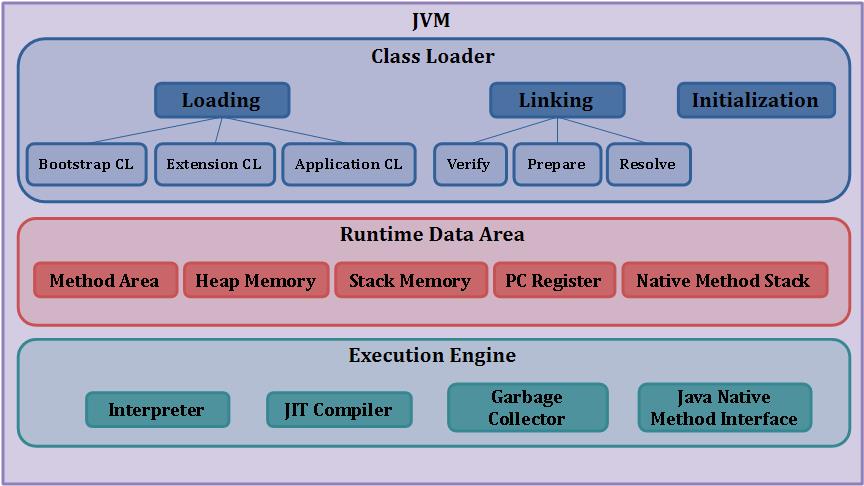 JVM
Class Loader
Loading
Linking
Initialization
Bootstrap CL
Extension CL
Application CL
Verify
Prepare
Resolve
Runtime Data Area
Method Area
Heap Memory
Stack Memory
PC Register
Native Method Stack
Execution Engine
Interpreter
JIT Compiler
Garbage
Collector
Java Native
Method Interface